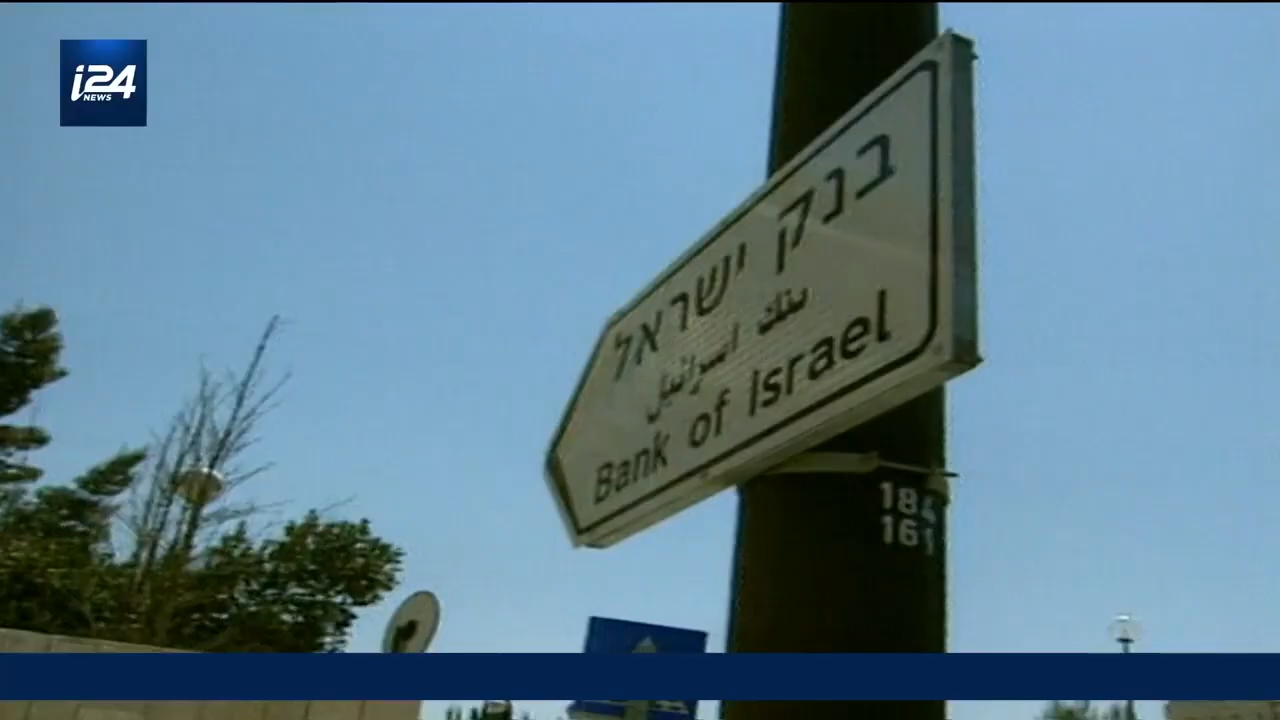 i24
NEWS
בנק ישראל
بنك اسرائيل
Bank of Israel
184
161